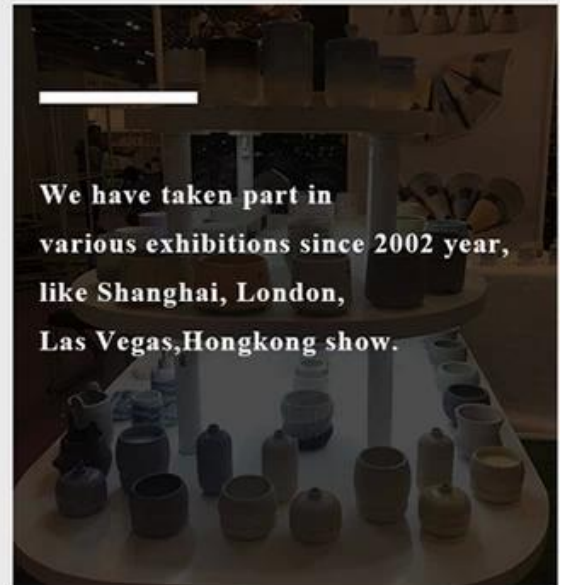 We have taken part in
various exhibitions since 2002 year,
like Shanghai, London,
Las Vegas,Hongkong show.